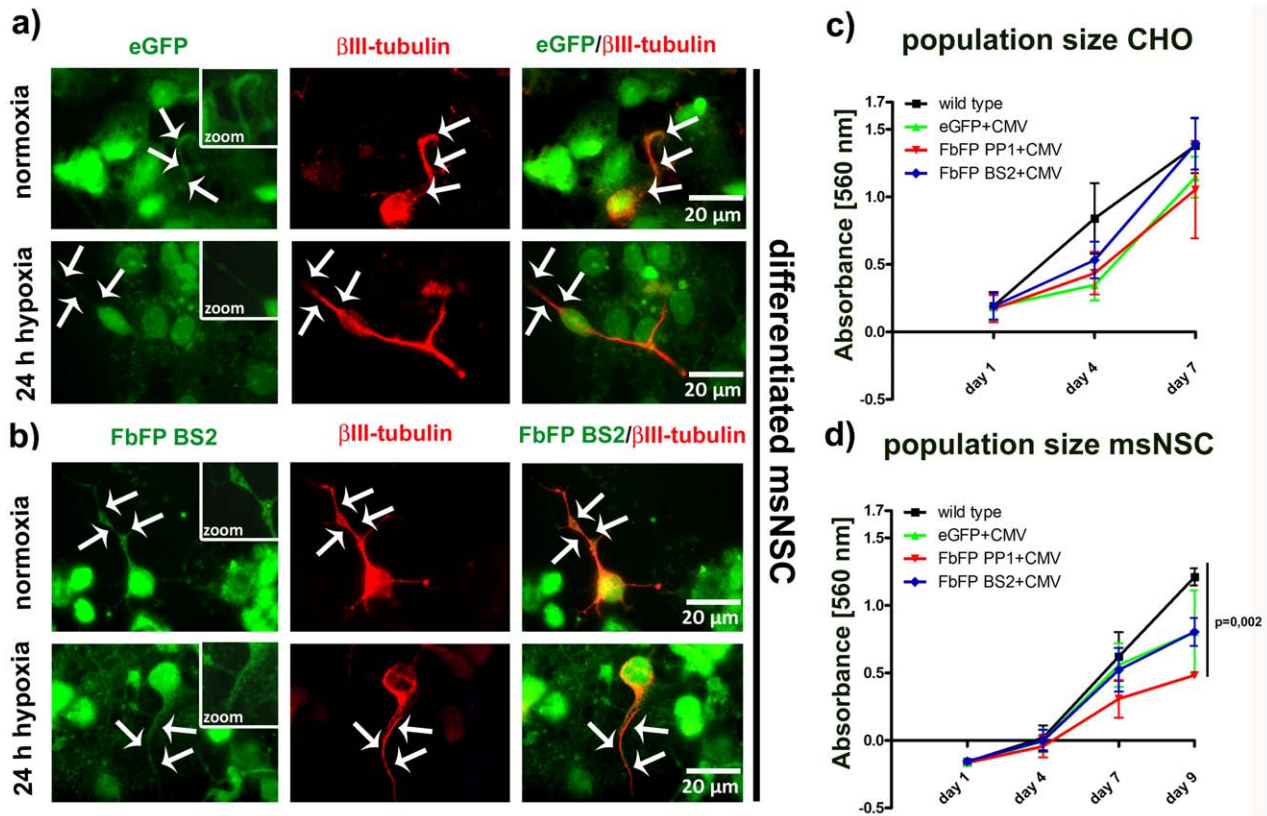 a)
eGFP
βIII-tubulin
eGFP/βIII-tubulin
normoxia
zoom
20 μm
24 h hypoxia
zoom
20 μm
b)
FbFP BS2
βIII-tubulin
FbFP BS2/βIII-tubulin
normoxia
zoom
20 μm
24 h hypoxia
zoom
20 μm
differentiated msNSC
c)
population size CHO
wild type
eGFP+CMV
FbFP PP1+CMV
FbFP BS2+CMV
Absorbance [560 nm]
1.7
1.5
1.0
0.5
0.0
-0.5
day 1
day 4
day 7
d)
population size msNSC
wild type
eGFP+CMV
FbFP PP1+CMV
FbFP BS2+CMV
Absorbance [560 nm]
1.7
1.5
1.0
0.5
0.0
-0.5
day 1
day 4
day 7
day 9
p=0,002